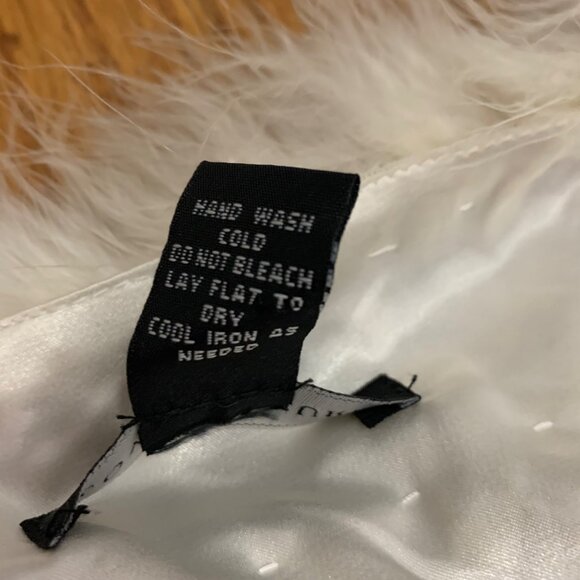 HAND WASH
COLD
DO NOT BLEACH
LAY FLAT TO
DRY
COOL IRON AS
NEEDED